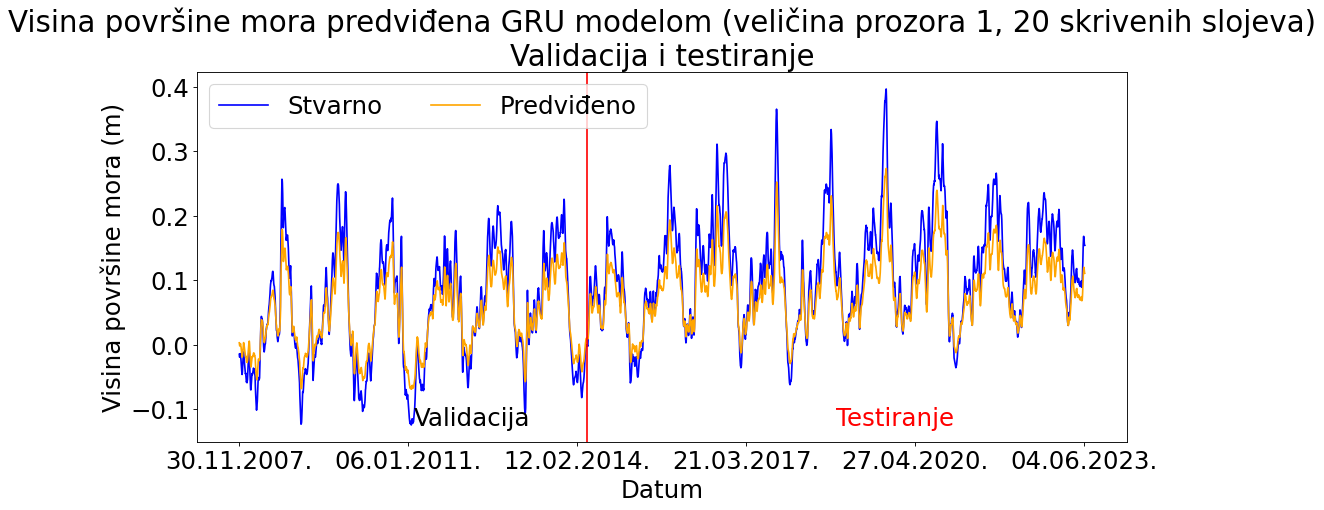 Visina površine mora predviđena GRU modelom (veličina prozora 1, 20 skrivenih slojeva)
Validacija i testiranje
Stvarno
Predviđeno
Visina površine mora (m)
0.4
0.3
0.2
0.1
0.0
−0.1
Validacija
Testiranje
30.11.2007.
06.01.2011.
12.02.2014.
21.03.2017.
27.04.2020.
04.06.2023.
Datum